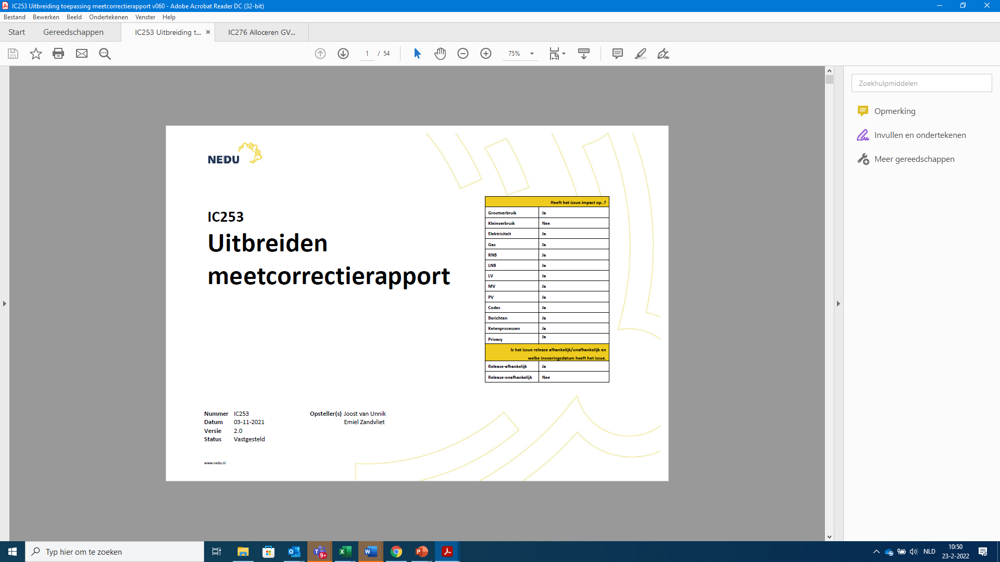 IC253 Uitbreiding toepassing meetcorrectierapport v060 - Adobe Acrobat Reader DC (32-bit)
Bestand Bewerken Beeld Ondertekenen Venster Help
Start Gereedschappen IC253 Uitbreiding t... × IC276 Alloceren GV...
1 / 54 75%
Zoekhulpmiddelen
Opmerking
Invullen en ondertekenen
Meer gereedschappen
NEDU
IC253
Uitbreiden
meetcorrectierapport
Heeft het issue impact op..?
Grootverbruik Ja
Kleinverbruik Nee
Elektriciteit Ja
Gas Ja
RNB Ja
LNB Ja
LV Ja
MV Ja
PV Ja
Codes Ja
Berichten Ja
Ketenprocessen Ja
Privacy Ja
Is het issue release afhankelijk/onafhankelijk en
welke invoeringsdatum heeft het issue.
Release-afhankelijk Ja
Release-onafhankelijk Nee
Nummer IC253 Opsteller(s) Joost van Unnik
Datum 03-11-2021 Emiel Zandvliet
Versie 2.0
Status Vastgesteld
www.nedu.nl
Typ hier om te zoeken
9+
NLD
10:50
23-2-2022